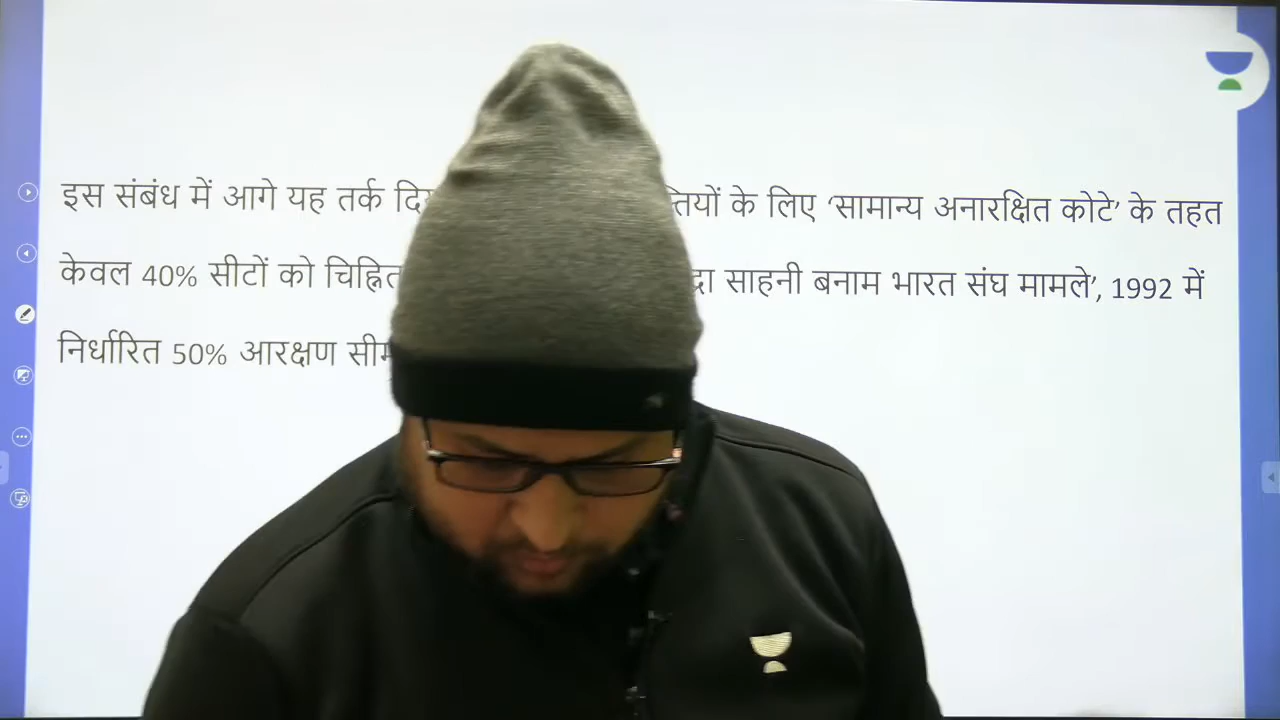 इस संबंध में आगे यह तर्क के लिए ‘सामान्य अनारक्षित कोटे’ के तहत
केवल 40% सीटों को साहनी बनाम भारत संघ मामले’, 1992 में
निर्धारित 50% आरक्षण